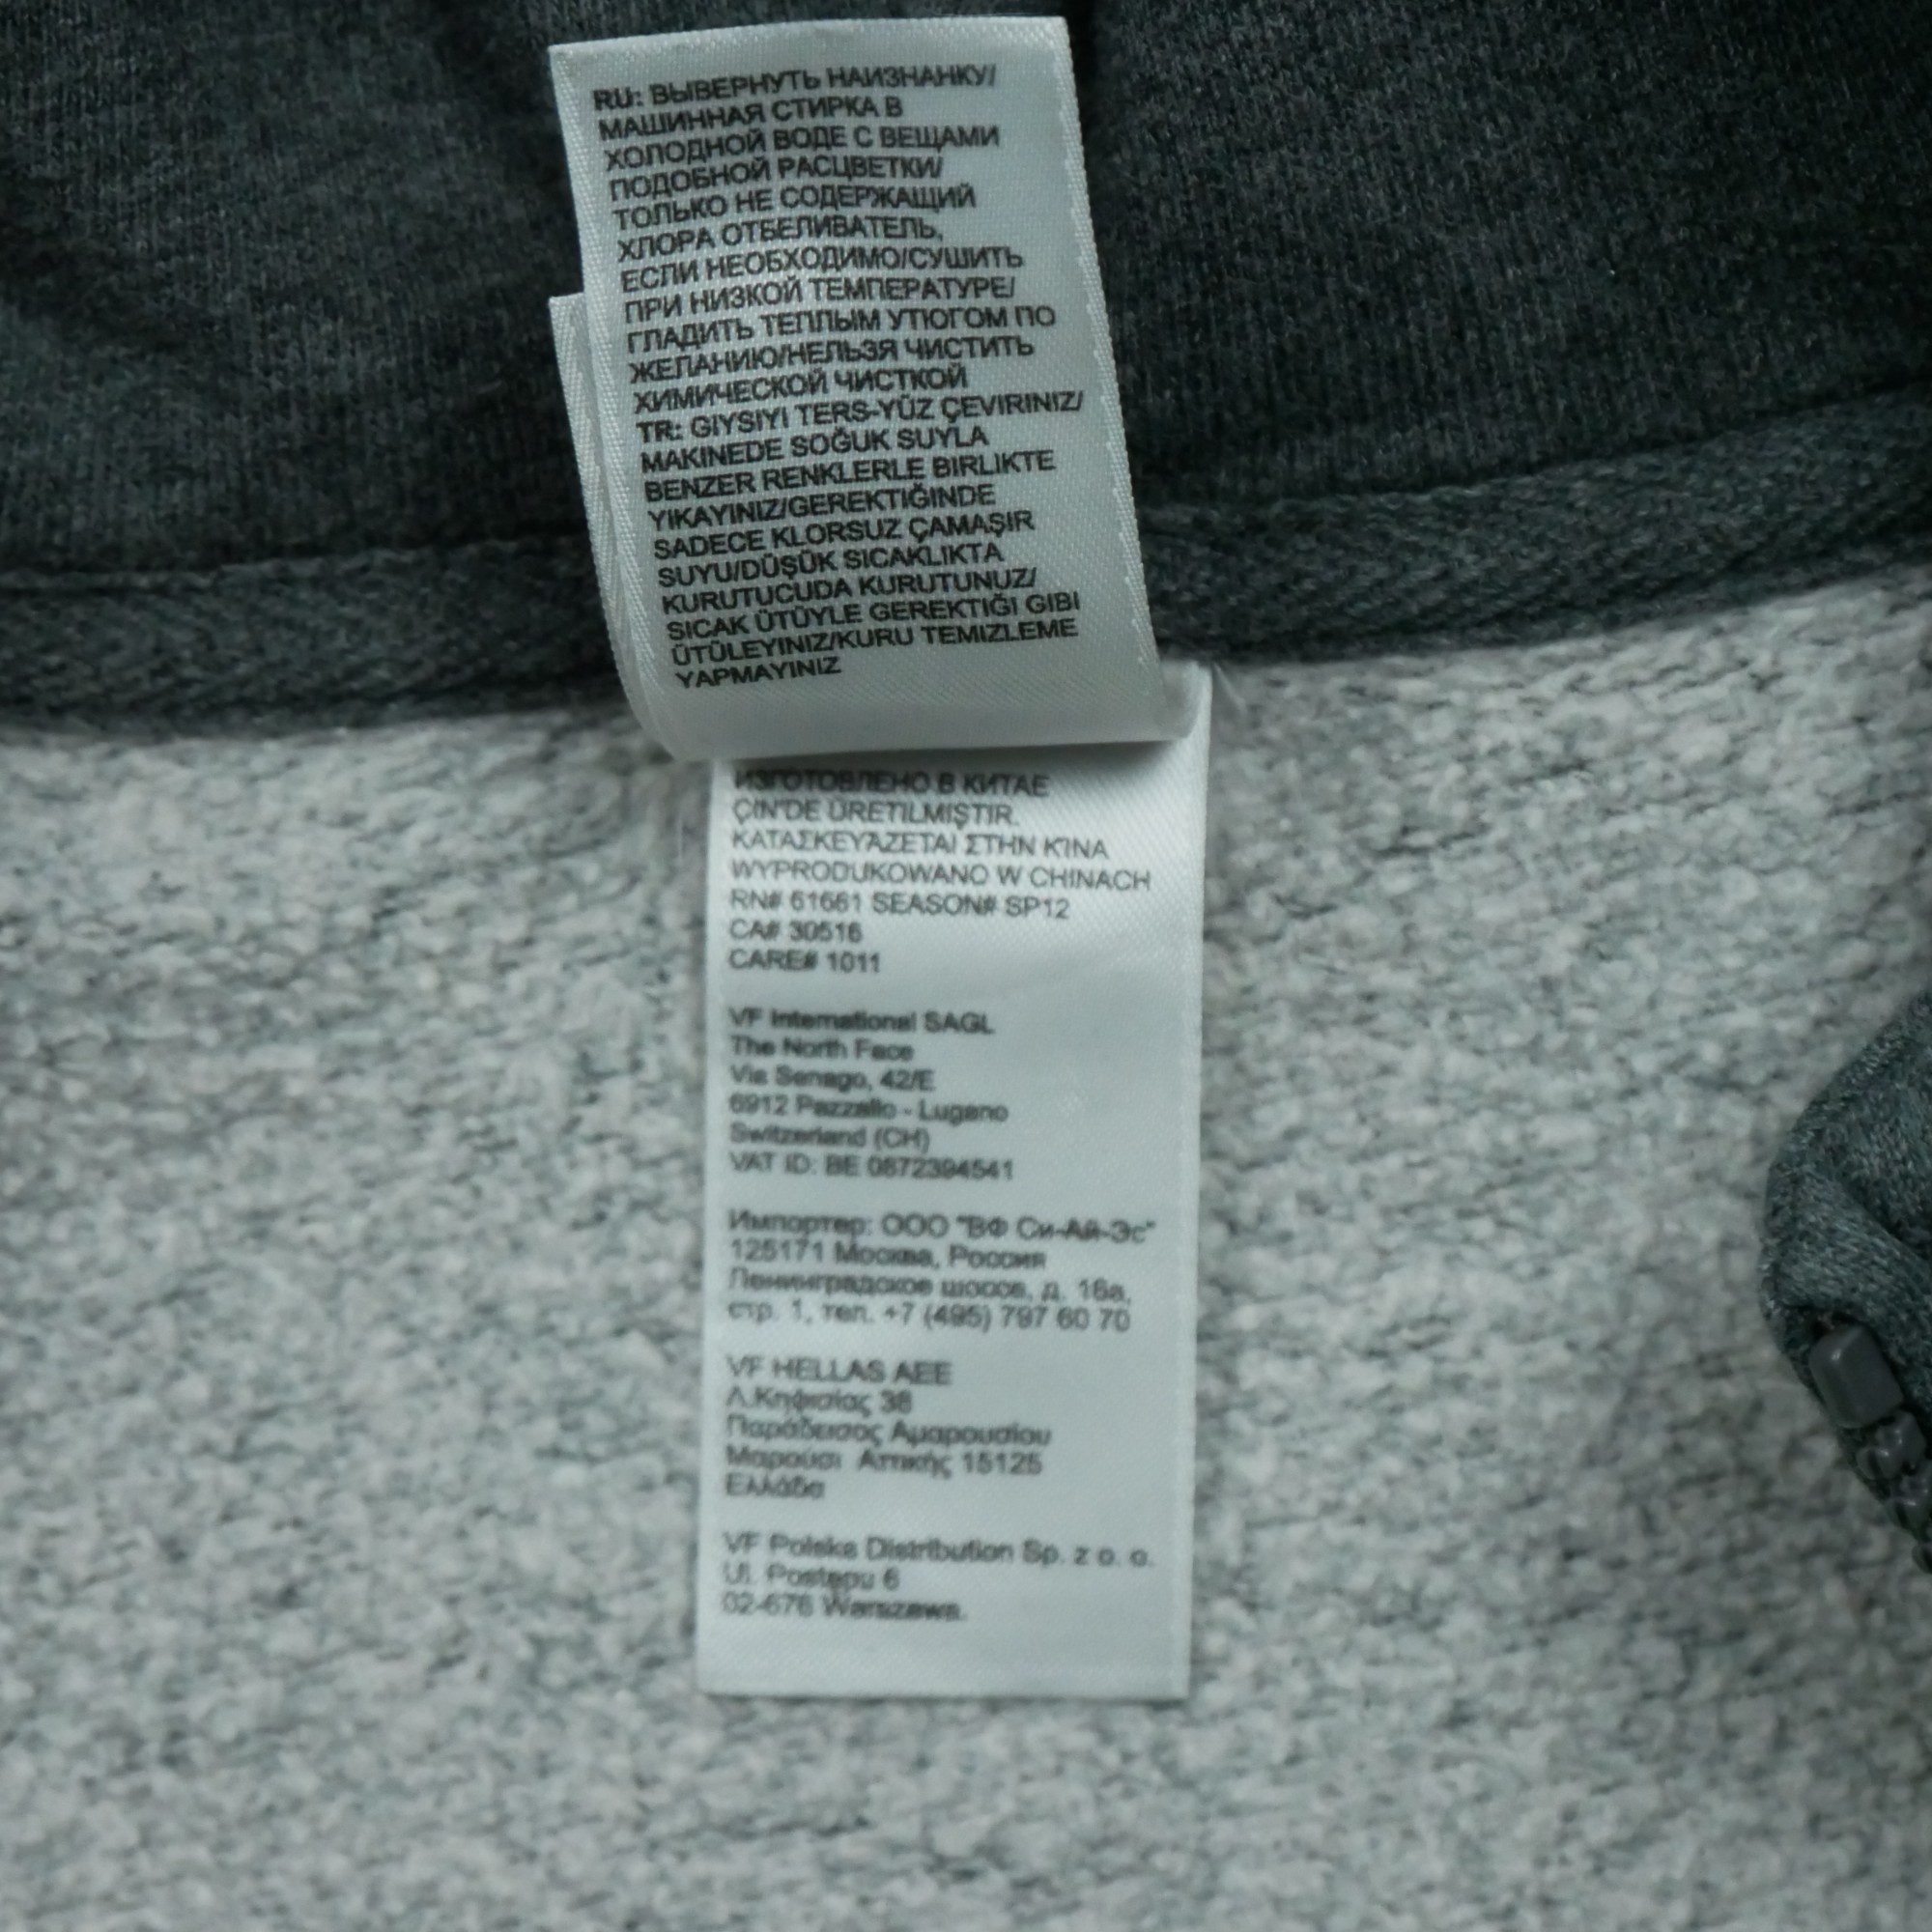 RU: ВЫВЕРНУТЬ НАИЗНАНКУ/
МАШИННАЯ СТИРКА В
ХОЛОДНОЙ ВОДЕ С ВЕЩАМИ
ПОДОБНОЙ РАСЦВЕТКИ/
ТОЛЬКО НЕ СОДЕРЖАЩИЙ
ХЛОРА ОТБЕЛИВАТЕЛЬ,
ЕСЛИ НЕОБХОДИМО/СУШИТЬ
ПРИ НИЗКОЙ ТЕМПЕРАТУРЕ/
ГЛАДИТЬ ТЕПЛЫМ УТЮГОМ ПО
ЖЕЛАНИЮ/НЕЛЬЗЯ ЧИСТИТЬ
ХИМИЧЕСКОЙ ЧИСТКОЙ
TR: GIYSIYI TERS-YÜZ ÇEVIRINIZ/
MAKINEDE SOĞUK SUYLA
BENZER RENKLERLE BIRLIKTE
YIKAYINIZ/GEREKTIĞINDE
SADECE KLORSUZ ÇAMAŞIR
SUYU/DÜŞÜK SICAKLIKTA
KURUTUCUDA KURUTUNUZ/
SICAK ÜTÜYLE GEREKTIĞI GIBI
ÜTÜLEYINIZ/KURU TEMIZLEME
YAPMAYINIZ
ИЗГОТОВЛЕНО В КИТАЕ
ÇIN'DE ÜRETILMIŞTIR.
ΚΑΤΑΣΚΕΥΆΖΕΤΑΙ ΣΤΗΝ ΚΊΝΑ
WYPRODUKOWANO W CHINACH
RN# 61661 SEASON# SP12
CA# 30516
CARE# 1011
VF International SAGL
The North Face
Via Senago, 42/E
6912 Pazzallo - Lugano
Switzerland (CH)
VAT ID: BE 0872394541
Импортер: ООО "ВФ Си-Ай-Эс"
125171 Москва, Россия
Ленинградское шоссе, д. 16а,
стр. 1, тел. +7 (495) 797 60 70
VF HELLAS AEE
Λ.Κηφισίας 38
Παράδεισος Αμαρουσίου
Μαρούσι Αττικής 15125
Ελλάδα
VF Polska Distribution Sp. z o. o.
Ul. Postępu 6
02-676 Warszawa.